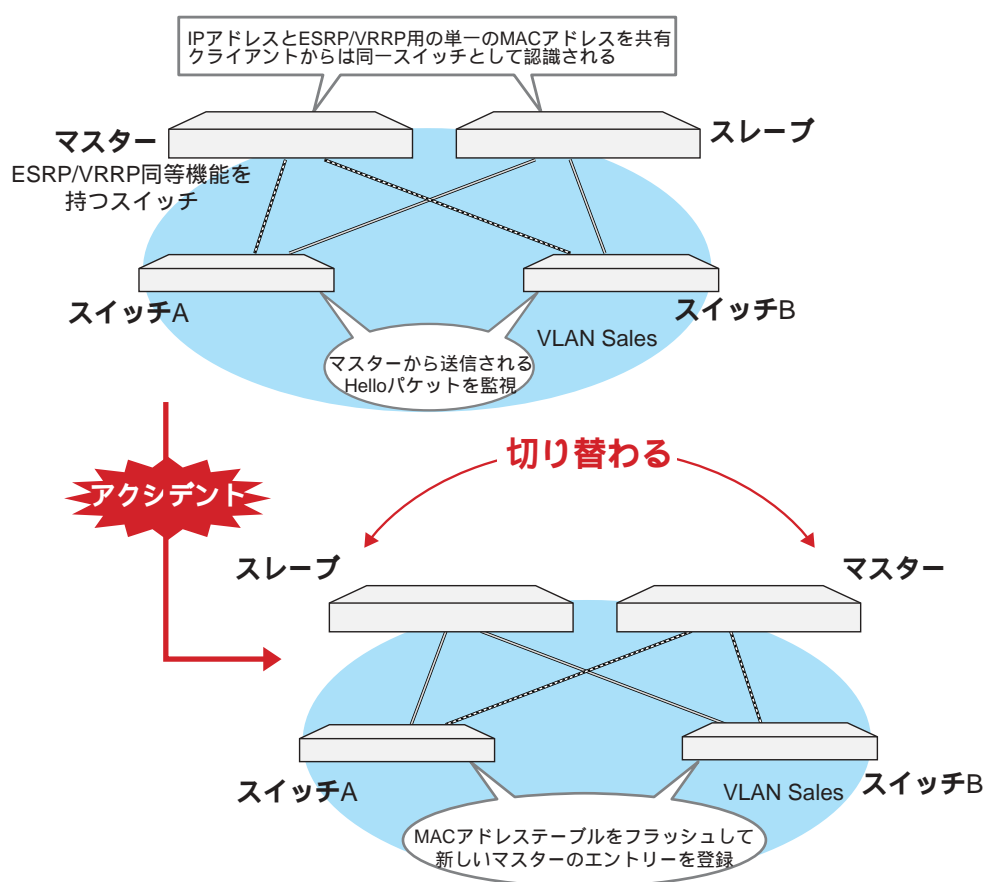 IPアドレスとESRP/VRRP用の単一のMACアドレスを共有
クライアントからは同一スイッチとして認識される
マスター
スレーブ
ESRP/VRRP同等機能を
持つスイッチ
スイッチA
スイッチB
VLAN Sales
マスターから送信される
Helloパケットを監視
切り替わる
アクシデント
スレーブ
マスター
スイッチA
スイッチB
VLAN Sales
MACアドレステーブルをフラッシュして
新しいマスターのエントリーを登録